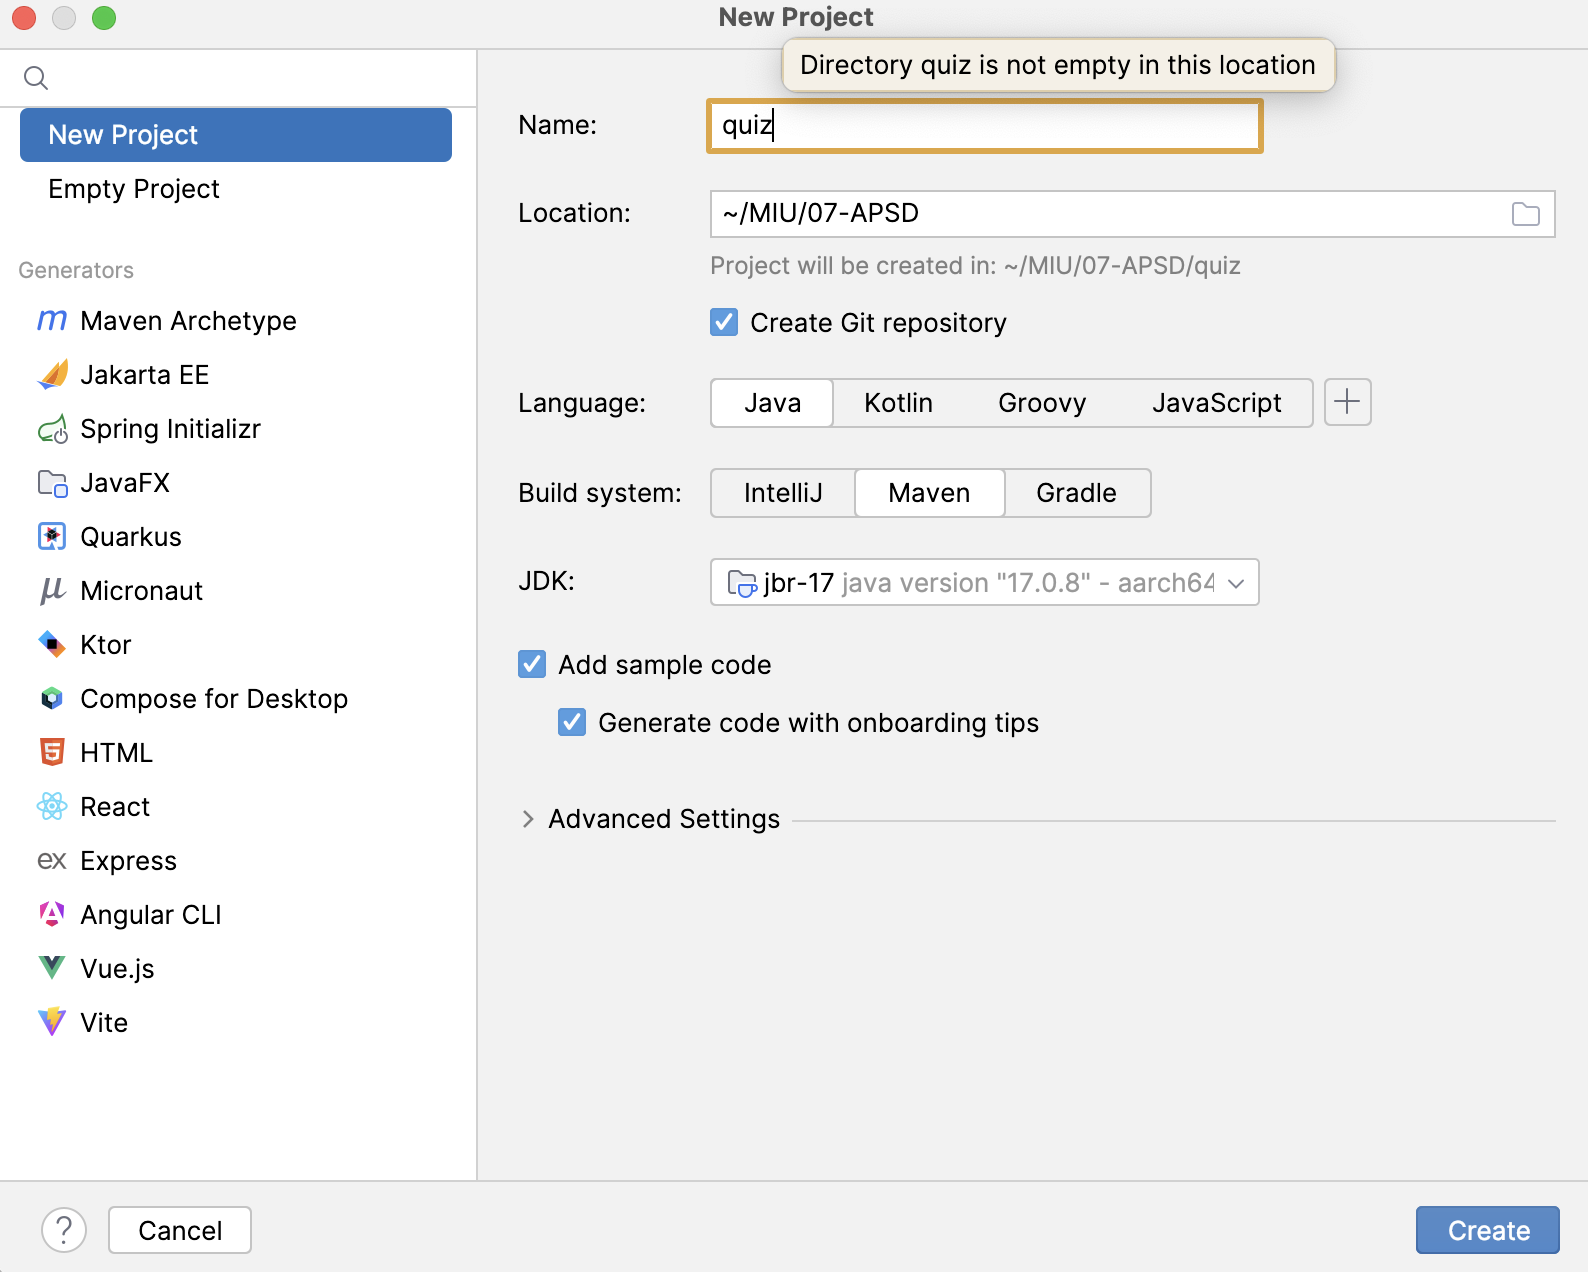 New Project
Directory quiz is not empty in this location
New Project
Empty Project
Generators
m Maven Archetype
Jakarta EE
Spring Initializr
JavaFX
Quarkus
μ Micronaut
Ktor
Compose for Desktop
5 HTML
React
ex Express
A Angular CLI
Vue.js
Vite
Name: quiz
Location: ~/MIU/07-APSD
Project will be created in: ~/MIU/07-APSD/quiz
Create Git repository
Language: Java Kotlin Groovy JavaScript +
Build system: IntelliJ Maven Gradle
JDK: jbr-17 java version "17.0.8" - aarch64
Add sample code
Generate code with onboarding tips
Advanced Settings
? Cancel Create